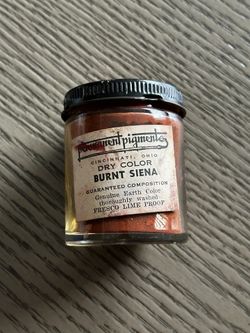 permanent pigments
CINCINNATI, OHIO
DRY COLOR
BURNT SIENA
GUARANTEED COMPOSITION
Genuine Earth Color
thoroughly washed
FRESCO LIME PROOF